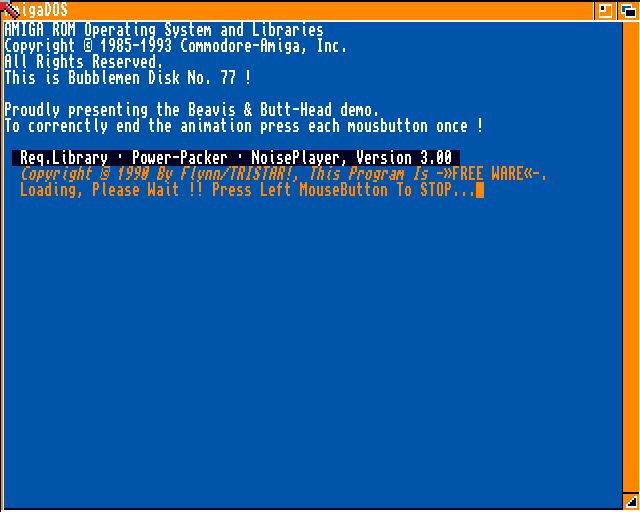 AmigaDOS
AMIGA ROM Operating System and Libraries
Copyright © 1985-1993 Commodore-Amiga, Inc.
All Rights Reserved.
This is Bubblemen Disk No. 77 !
Proudly presenting the Beavis & Butt-Head demo.
To correnctly end the animation press each mousbutton once !
Req.Library · Power-Packer · NoisePlayer, Version 3.00
Copyright © 1990 By Flynn/TRISTAR!, This Program Is -»FREE WARE«-.
Loading, Please Wait !! Press Left MouseButton To STOP...